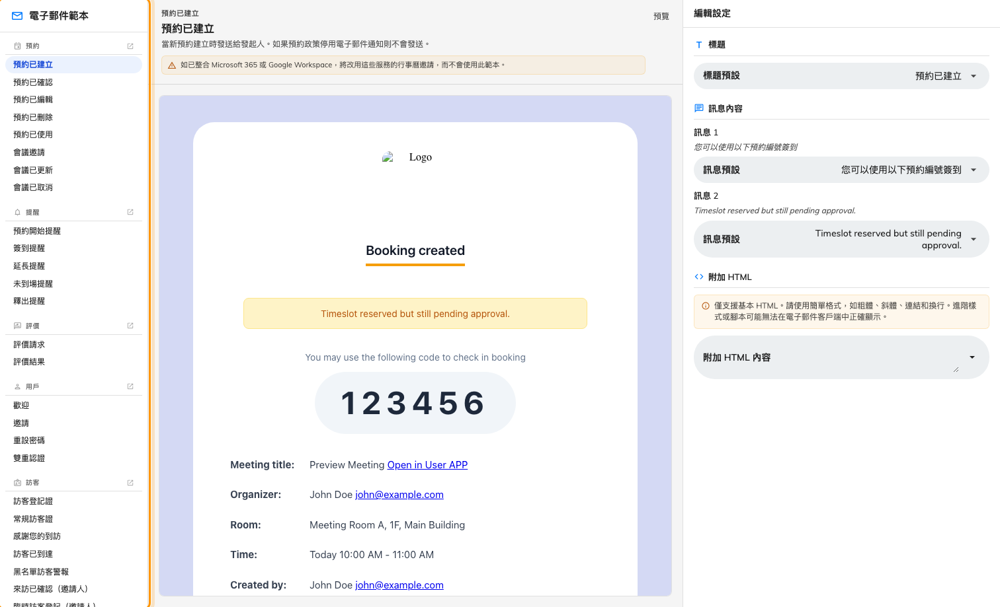 電子郵件範本
預約
預約已建立
預約已確認
預約已編輯
預約已刪除
預約已使用
會議邀請
會議已更新
會議已取消
提醒
預約開始提醒
簽到提醒
延長提醒
未到場提醒
釋出提醒
評價
評價請求
評價結果
用戶
歡迎
邀請
重設密碼
雙重認證
訪客
訪客登記證
常規訪客證
感謝您的到訪
訪客已到達
黑名單訪客警報
來訪已確認（邀請人）
臨時訪客登記（邀請人）
預約已建立
預約已建立
當新預約建立時發送給發起人。如果預約政策停用電子郵件通知則不會發送。
預覽
如已整合 Microsoft 365 或 Google Workspace，將改用這些服務的行事曆邀請，而不會使用此範本。
Logo
Booking created
Timeslot reserved but still pending approval.
You may use the following code to check in booking
123456
Meeting title: Preview Meeting Open in User APP
Organizer: John Doe john@example.com
Room: Meeting Room A, 1F, Main Building
Time: Today 10:00 AM - 11:00 AM
Created by: John Doe john@example.com
編輯設定
標題
標題預設 預約已建立
訊息內容
訊息 1
您可以使用以下預約編號簽到
訊息預設 您可以使用以下預約編號簽到
訊息 2
Timeslot reserved but still pending approval.
訊息預設 Timeslot reserved but still pending
approval.
附加 HTML
僅支援基本 HTML。請使用簡單格式，如粗體、斜體、連結和換行。進階樣
式或腳本可能無法在電子郵件客戶端中正確顯示。
附加 HTML 內容